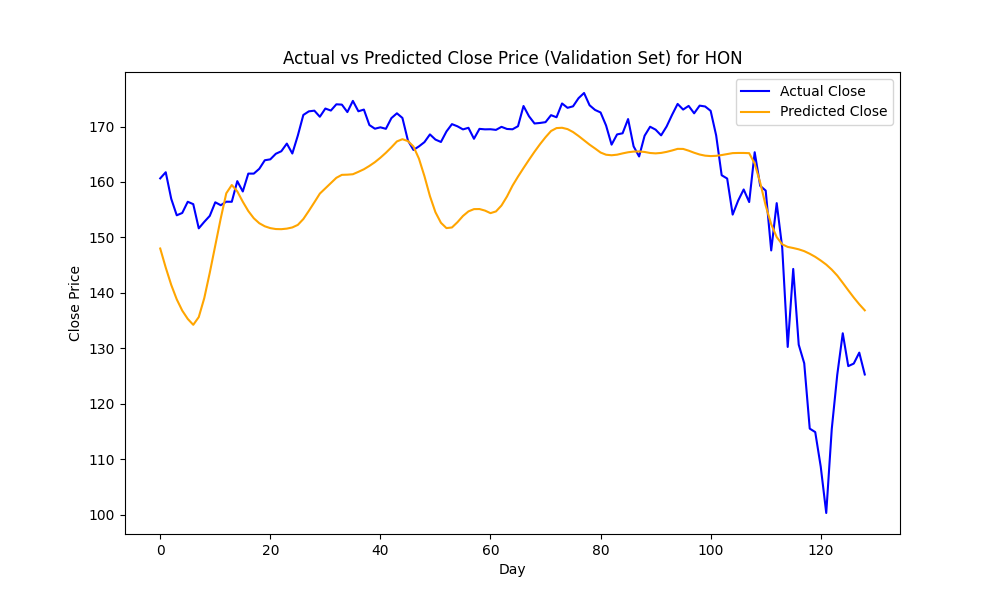 Actual vs Predicted Close Price (Validation Set) for HON
Actual Close
Predicted Close
170
160
150
140
130
120
110
100
Close Price
0 20 40 60 80 100 120
Day